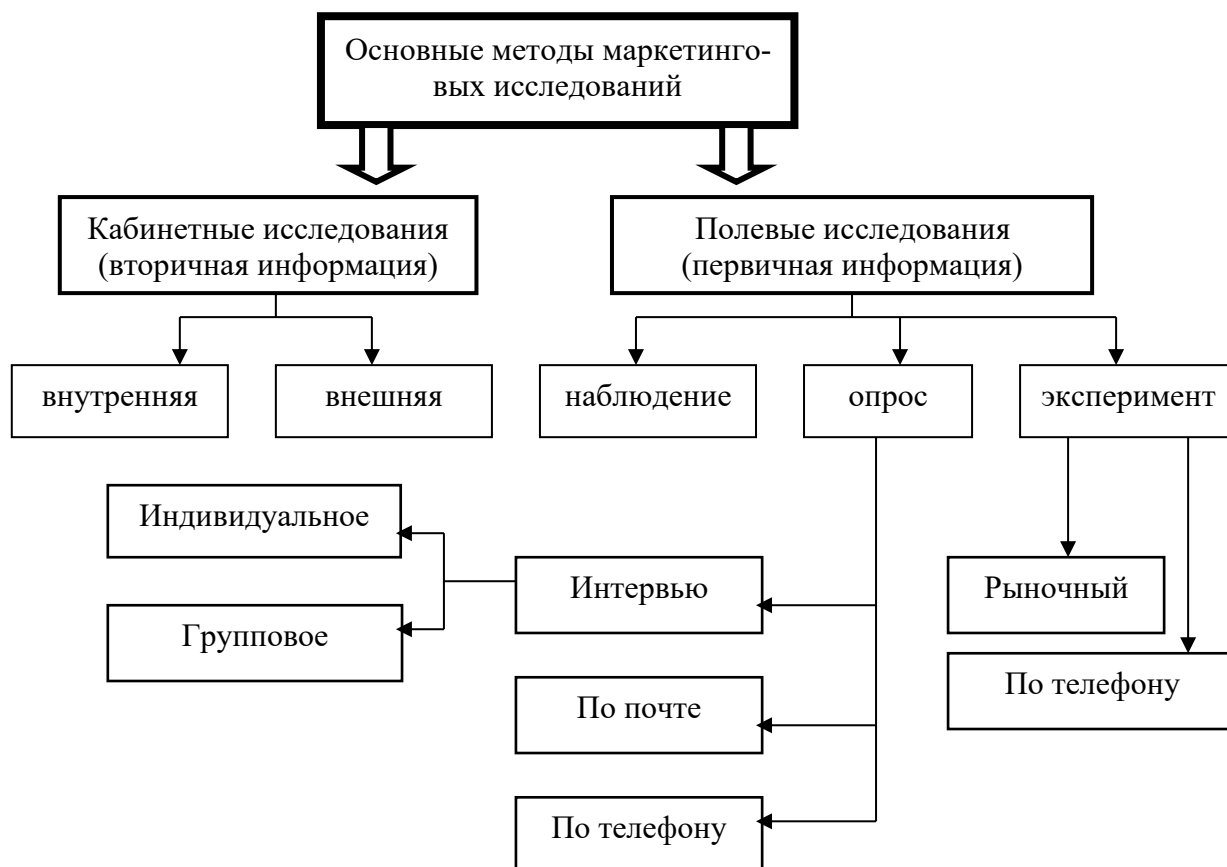 Основные методы маркетинго-
вых исследований
Кабинетные исследования
(вторичная информация)
Полевые исследования
(первичная информация)
внутренняя
внешняя
наблюдение
опрос
эксперимент
Индивидуальное
Групповое
Интервью
По почте
По телефону
Рыночный
По телефону